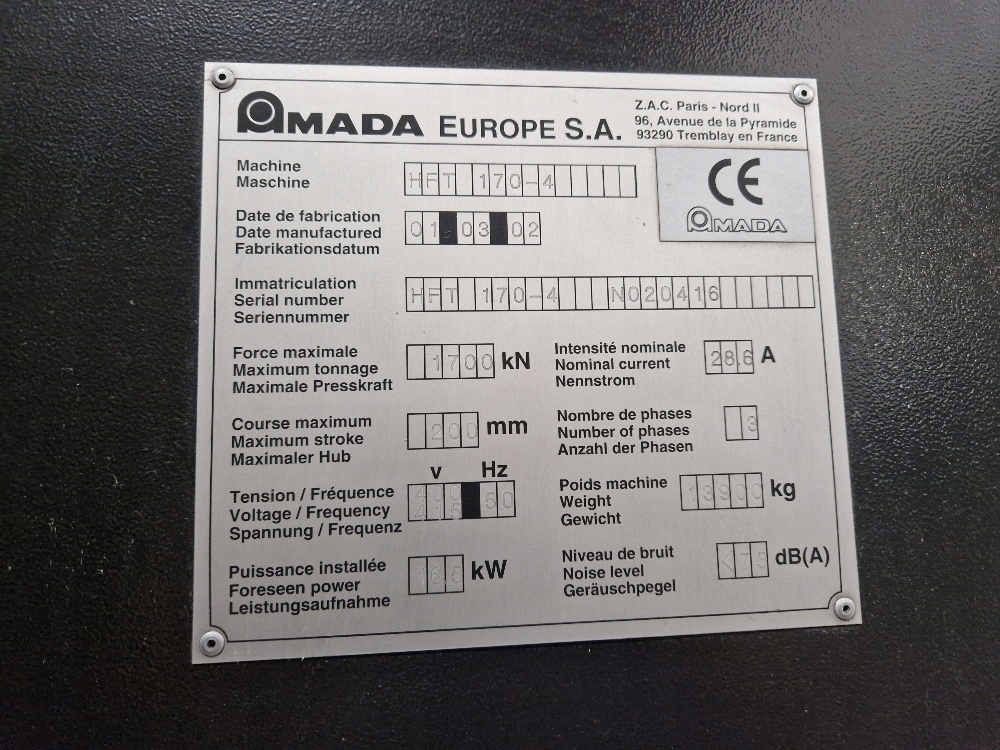 AMADA EUROPE S.A.
Z.A.C. Paris - Nord II
96, Avenue de la Pyramide
93290 Tremblay en France
CE
AMADA
Machine
Maschine
HFT 170-4
Date de fabrication
Date manufactured
Fabrikationsdatum
01 03 02
Immatriculation
Serial number
Seriennummer
HFT 170-4 N020416
Force maximale
Maximum tonnage
Maximale Presskraft
1700 kN
Intensité nominale
Nominal current
Nennstrom
28.6 A
Course maximum
Maximum stroke
Maximaler Hub
200 mm
Nombre de phases
Number of phases
Anzahl der Phasen
3
V Hz
Tension / Fréquence
Voltage / Frequency
Spannung / Frequenz
400
415 50
Poids machine
Weight
Gewicht
13900 kg
Puissance installée
Foreseen power
Leistungsaufnahme
kW
Niveau de bruit
Noise level
Geräuschpegel
<75 dB(A)